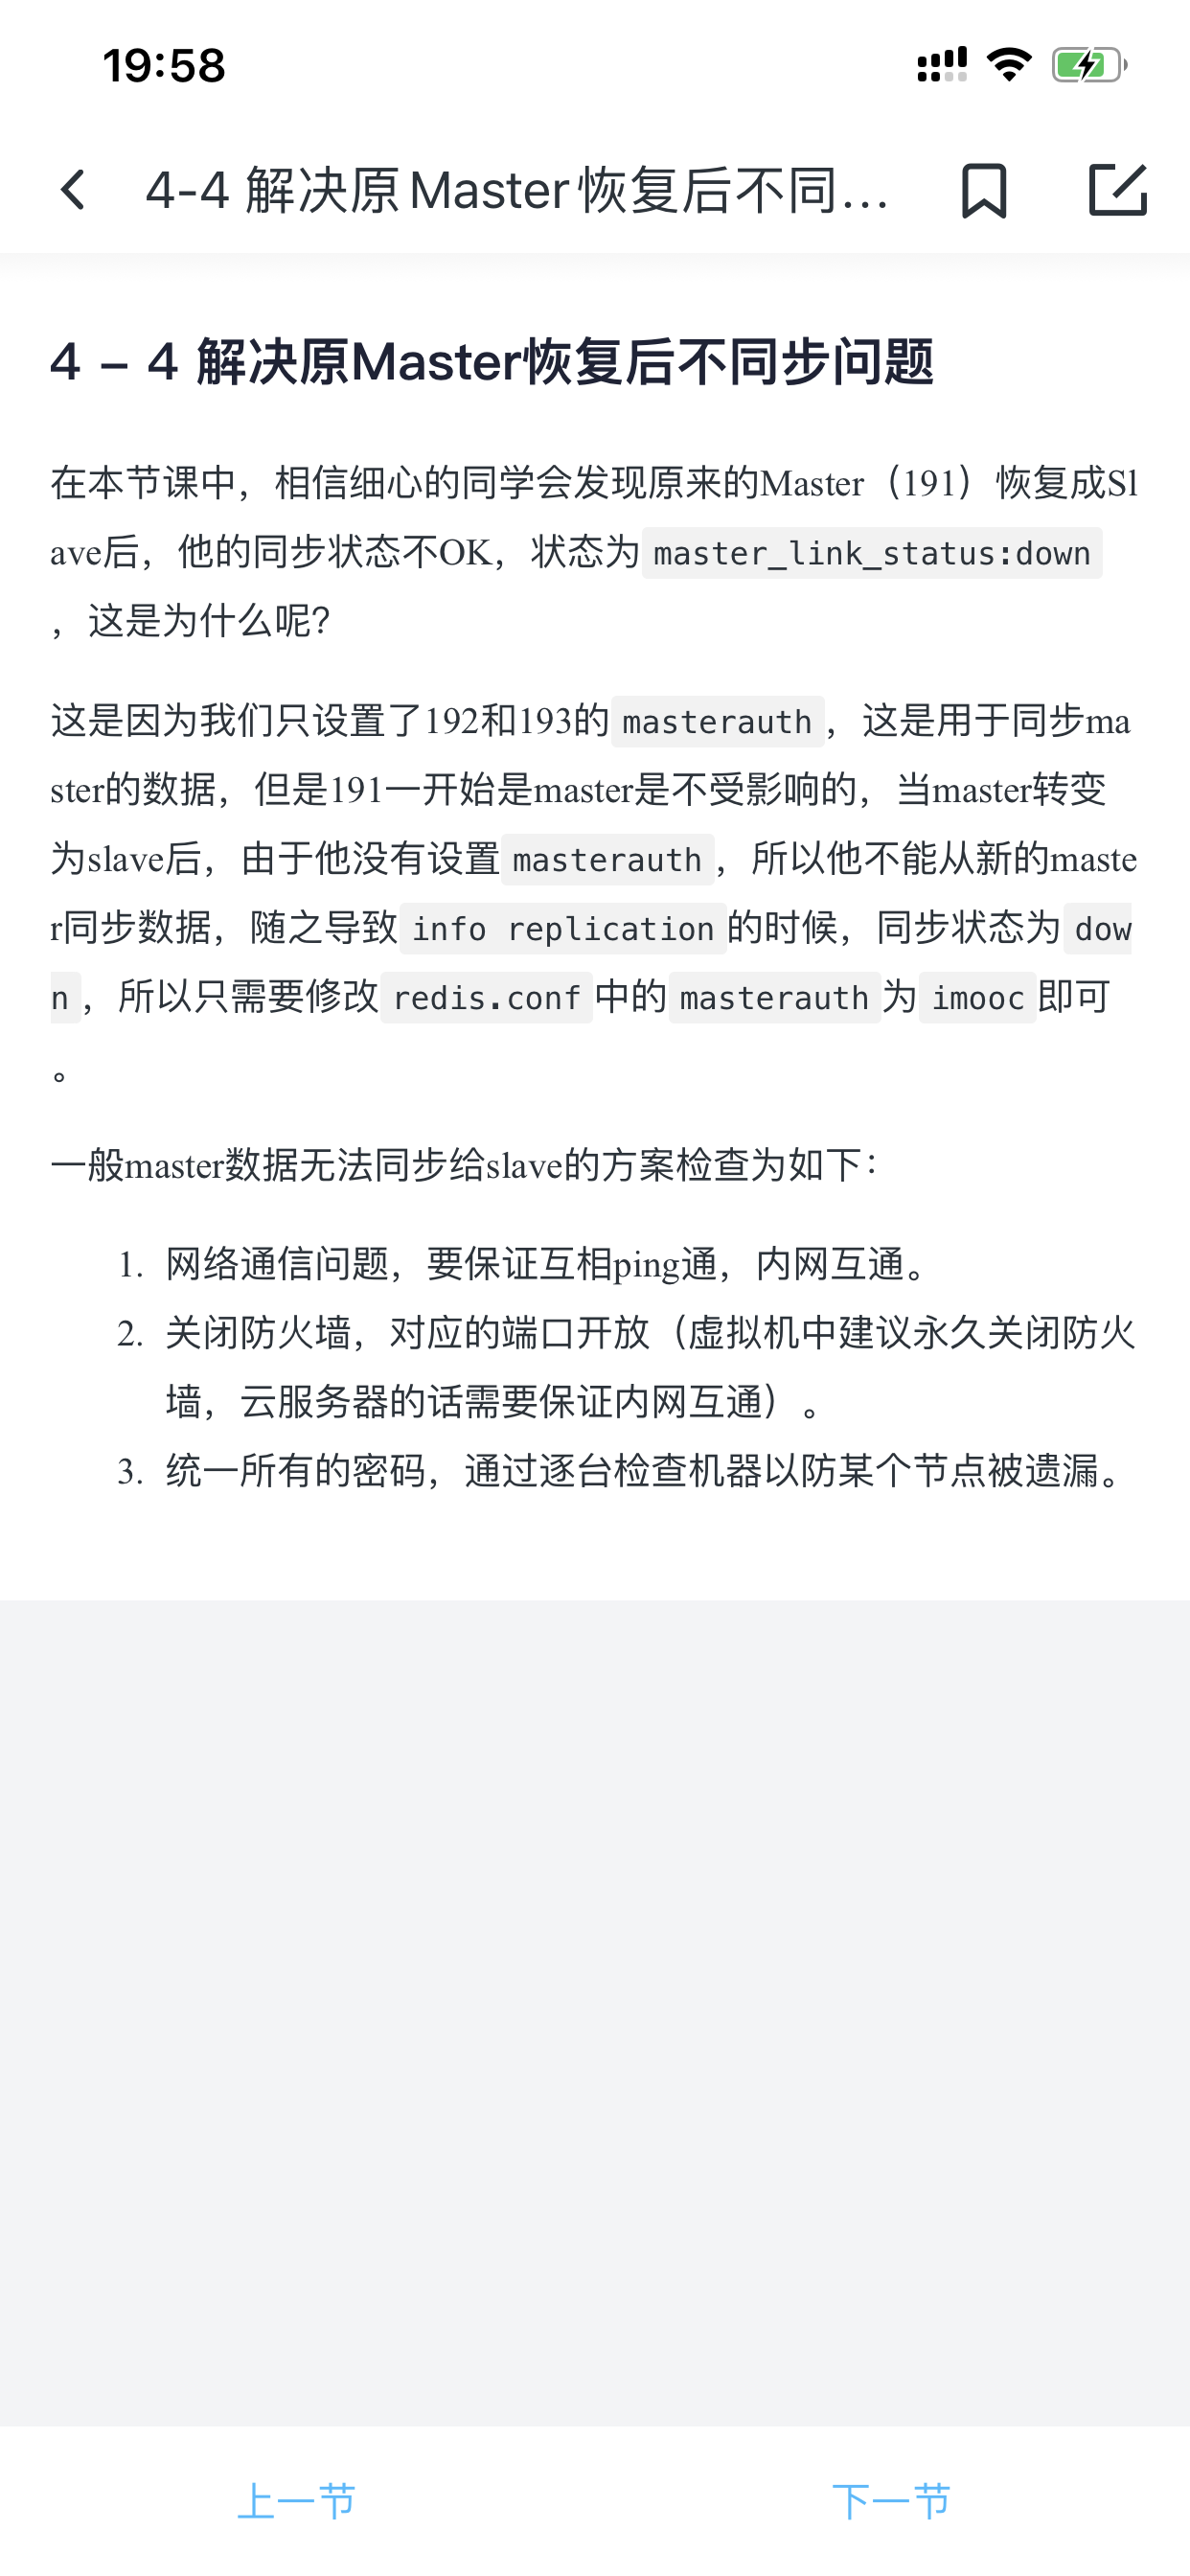 19:58
4-4 解决原Master恢复后不同...
4 – 4 解决原Master恢复后不同步问题
在本节课中，相信细心的同学会发现原来的Master（191）恢复成Sl
ave后，他的同步状态不OK，状态为 master_link_status:down
，这是为什么呢？
这是因为我们只设置了192和193的 masterauth ，这是用于同步ma
ster的数据，但是191一开始是master是不受影响的，当master转变
为slave后，由于他没有设置 masterauth ，所以他不能从新的maste
r同步数据，随之导致 info replication 的时候，同步状态为 dow
n ，所以只需要修改 redis.conf 中的 masterauth 为 imooc 即可
。
一般master数据无法同步给slave的方案检查为如下：
1. 网络通信问题，要保证互相ping通，内网互通。
2. 关闭防火墙，对应的端口开放（虚拟机中建议永久关闭防火
墙，云服务器的话需要保证内网互通）。
3. 统一所有的密码，通过逐台检查机器以防某个节点被遗漏。
上一节 下一节